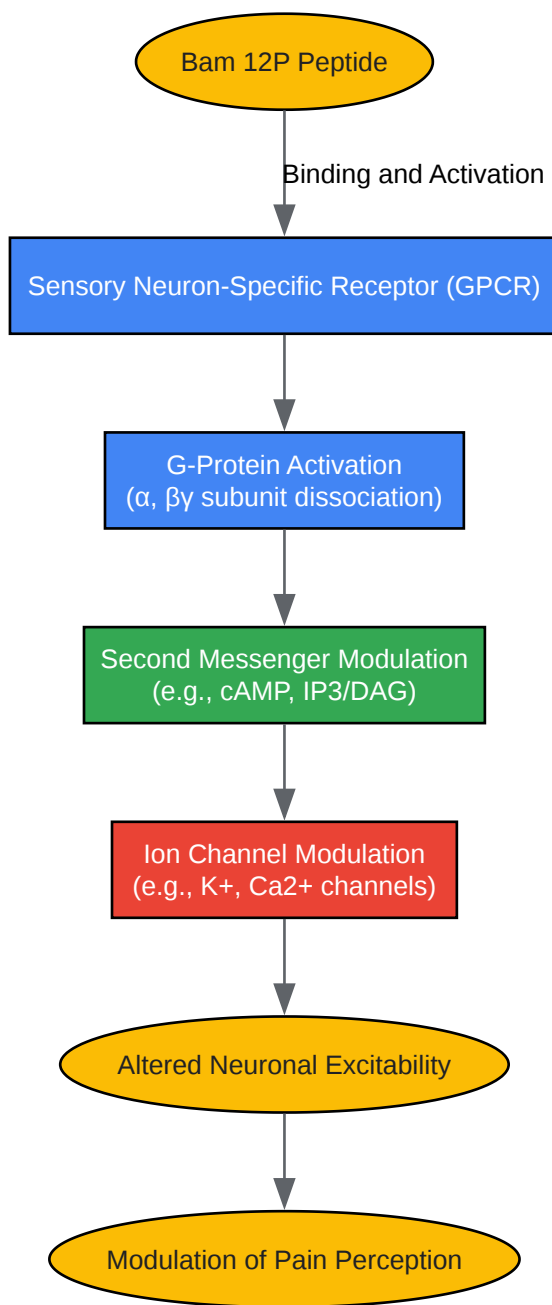 Bam 12P Peptide
Binding and Activation
Sensory Neuron-Specific Receptor (GPCR)
G-Protein Activation
(α, βγ subunit dissociation)
Second Messenger Modulation
(e.g., cAMP, IP3/DAG)
Ion Channel Modulation
(e.g., K+, Ca2+ channels)
Altered Neuronal Excitability
Modulation of Pain Perception